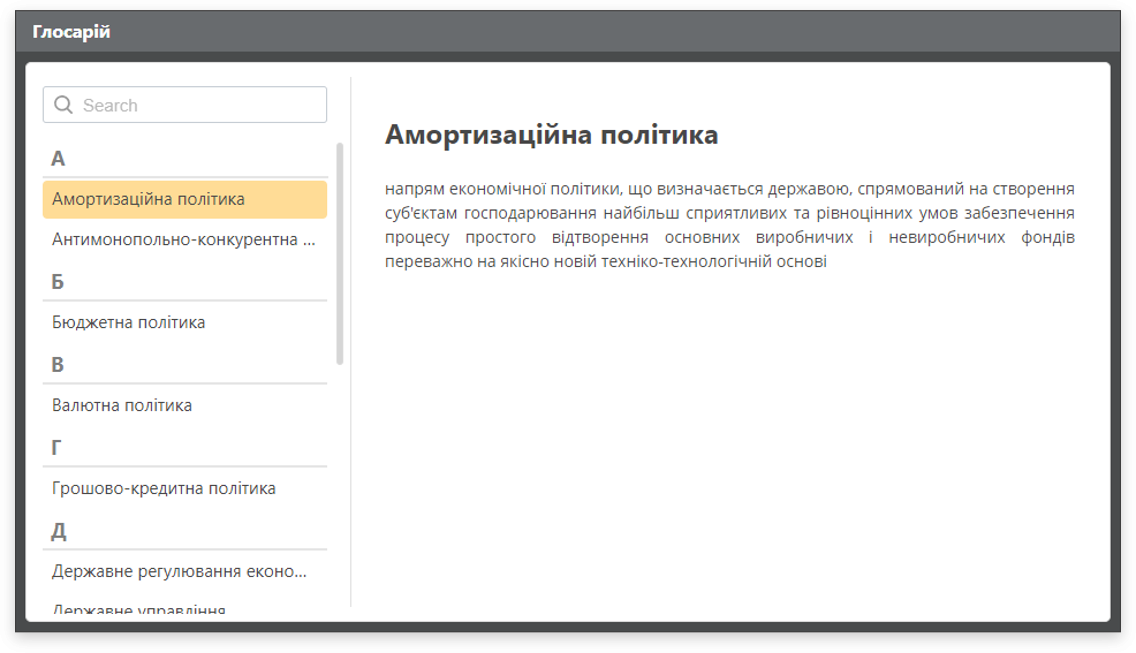 Глосарій
Search
А
Амортизаційна політика
Антимонопольно-конкурентна ...
Б
Бюджетна політика
В
Валютна політика
Г
Грошово-кредитна політика
Д
Державне регулювання еконо...
Державне управління
Амортизаційна політика
напрям економічної політики, що визначається державою, спрямований на створення
суб'єктам господарювання найбільш сприятливих та рівноцінних умов забезпечення
процесу простого відтворення основних виробничих і невиробничих фондів
переважно на якісно новій техніко-технологічній основі